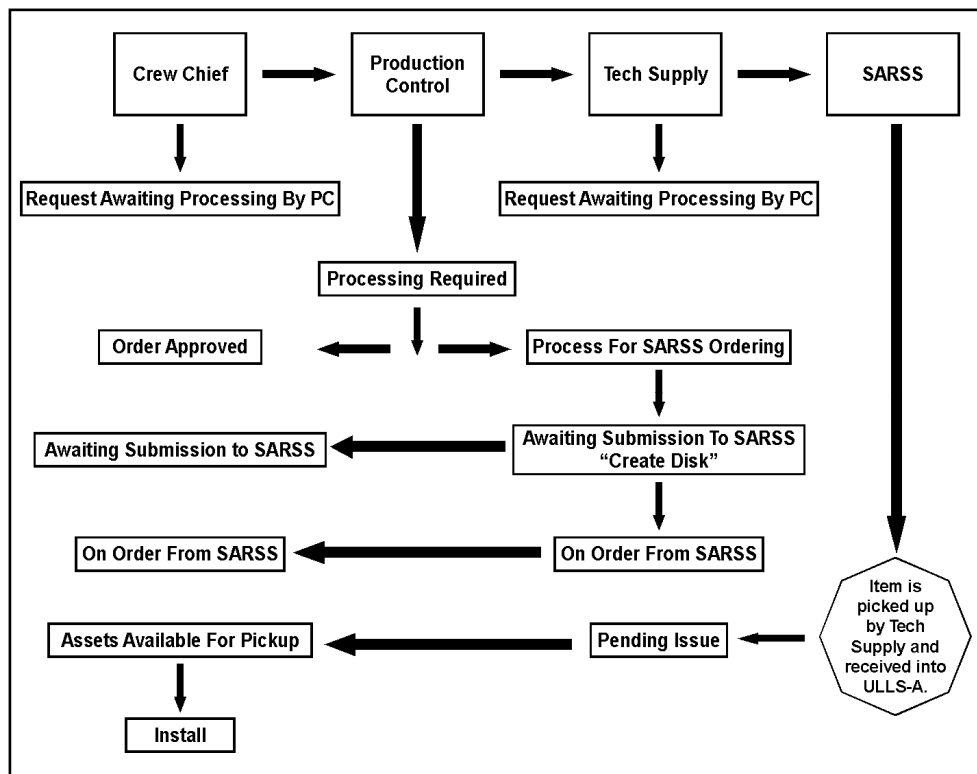 Crew Chief
Production
Control
Tech Supply
SARSS
Request Awaiting Processing By PC
Request Awaiting Processing By PC
Processing Required
Order Approved
Process For SARSS Ordering
Awaiting Submission to SARSS
Awaiting Submission To SARSS
“Create Disk”
On Order From SARSS
On Order From SARSS
Item is
picked up
by Tech
Supply and
received into
ULLS-A.
Assets Available For Pickup
Pending Issue
Install